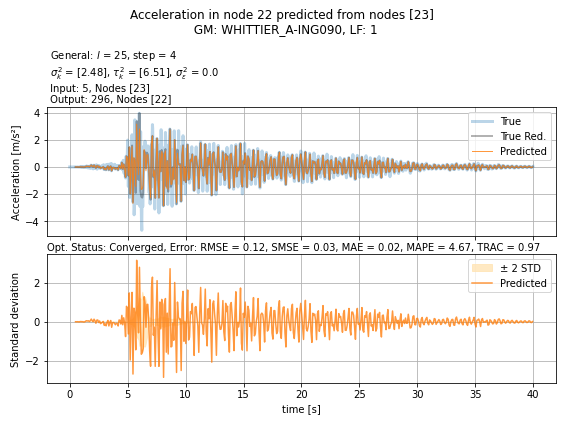 Acceleration in node 22 predicted from nodes [23]
GM: WHITTIER_A-ING090, LF: 1
General: l = 25, step = 4
σ²ₖ = [2.48], τ²ₖ = [6.51], σ²ε = 0.0
Input: 5, Nodes [23]
Output: 296, Nodes [22]
Acceleration [m/s²]
4
2
0
−2
−4
True
True Red.
Predicted
Opt. Status: Converged, Error: RMSE = 0.12, SMSE = 0.03, MAE = 0.02, MAPE = 4.67, TRAC = 0.97
Standard deviation
2
0
−2
± 2 STD
Predicted
0 5 10 15 20 25 30 35 40
time [s]